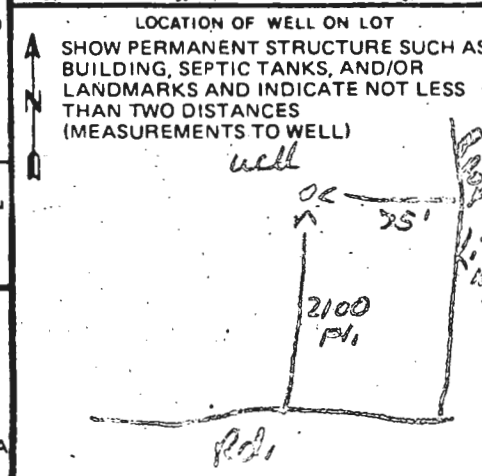 LOCATION OF WELL ON LOT
SHOW PERMANENT STRUCTURE SUCH AS
BUILDING, SEPTIC TANKS, AND/OR
LANDMARKS AND INDICATE NOT LESS
THAN TWO DISTANCES
(MEASUREMENTS TO WELL)
N
well
2100
Rd.